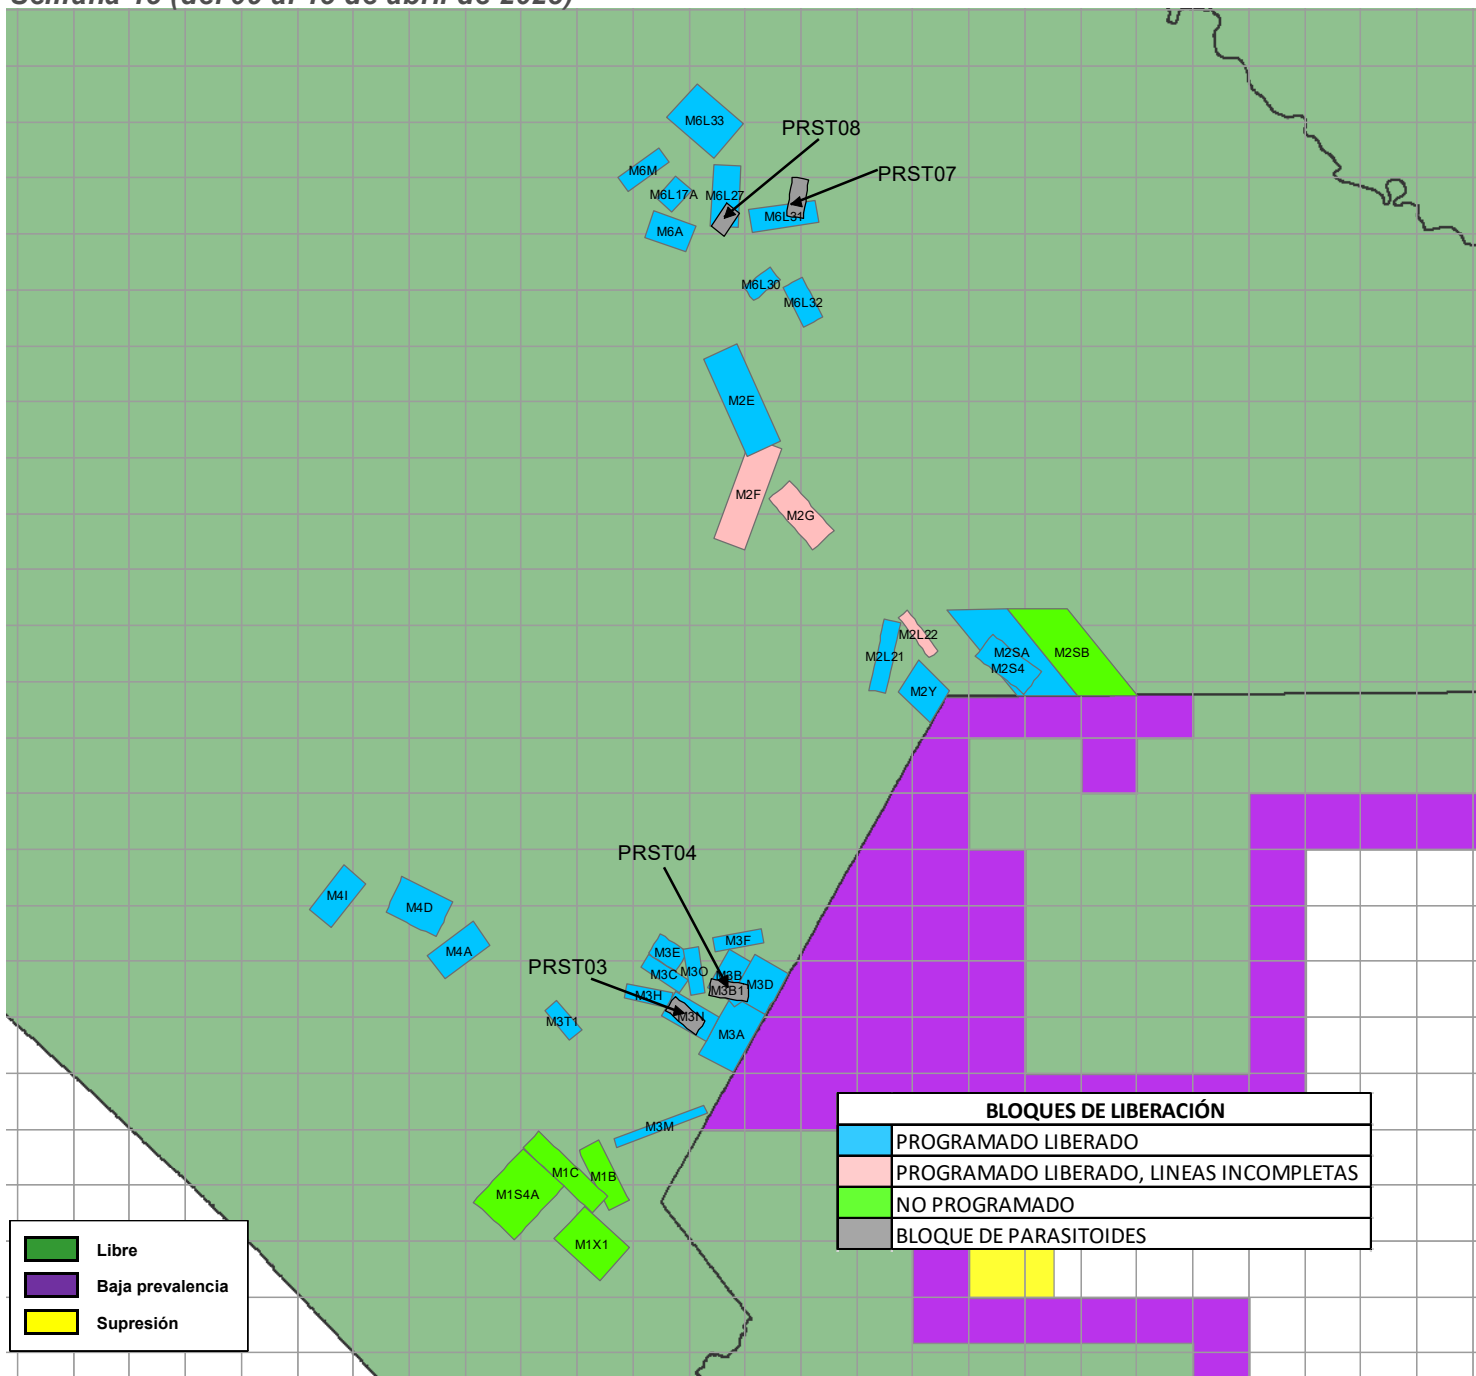 M6L33
PRST08
M6M
PRST07
M6L17A
M6L27
M6L31
M6A
M6L30
M6L32
M2E
M2F
M2G
M2L22
M2L21
M2SA
M2SB
M2S4
M2Y
PRST04
M4I
M4D
M4A
M3F
M3E
PRST03
M3C
M3O
M3B
M3D
M3B1
M3H
M3N
M3T1
M3A
M3M
M1C
M1B
M1S4A
M1X1
BLOQUES DE LIBERACIÓN
PROGRAMADO LIBERADO
PROGRAMADO LIBERADO, LINEAS INCOMPLETAS
NO PROGRAMADO
BLOQUE DE PARASITOIDES
Libre
Baja prevalencia
Supresión